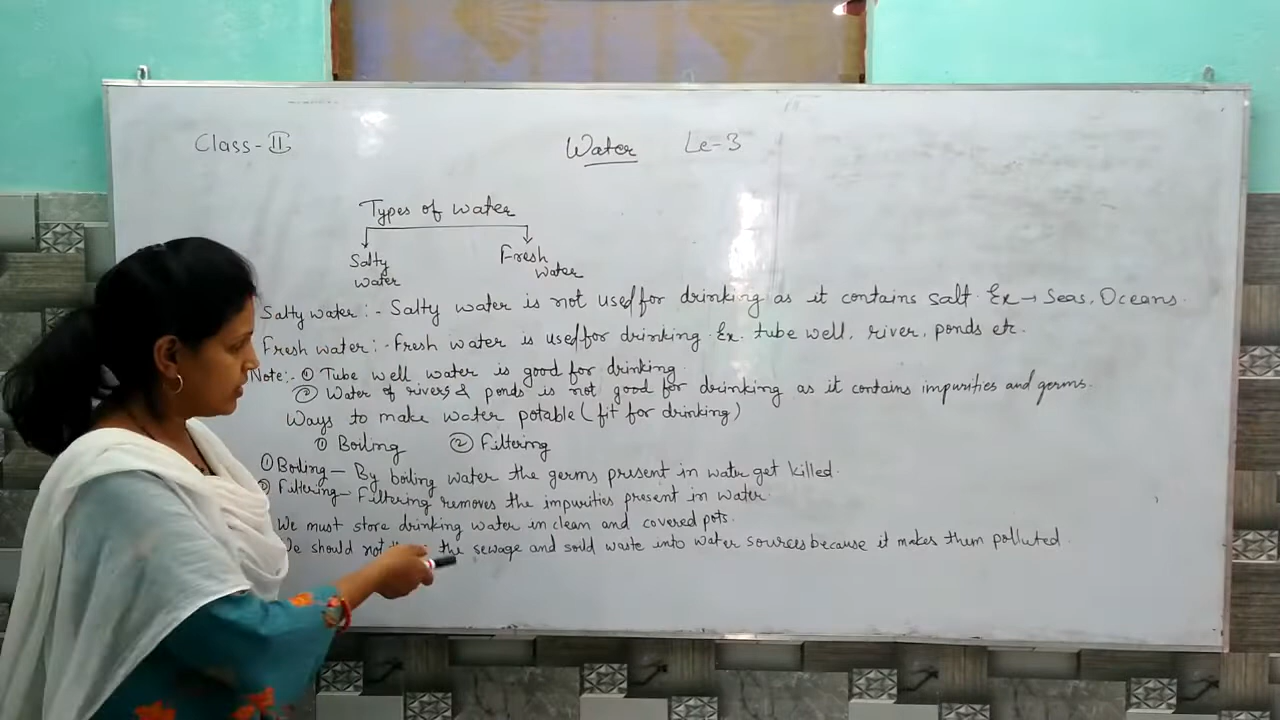 Class-II
Water Le-3
Types of water
Salty water
Fresh water
Salty water:- Salty water is not used for drinking as it contains salt. Ex→ Seas, Oceans.
Fresh water:- Fresh water is used for drinking. Ex. tube well, river, ponds etc.
Note:- ① Tube well water is good for drinking.
② Water of rivers & ponds is not good for drinking as it contains impurities and germs.
Ways to make water potable (fit for drinking)
① Boiling ② Filtering
① Boiling – By boiling water the germs present in water get killed.
② Filtering – Filtering removes the impurities present in water.
We must store drinking water in clean and covered pots.
We should not the sewage and soild waste into water sources because it makes them polluted.